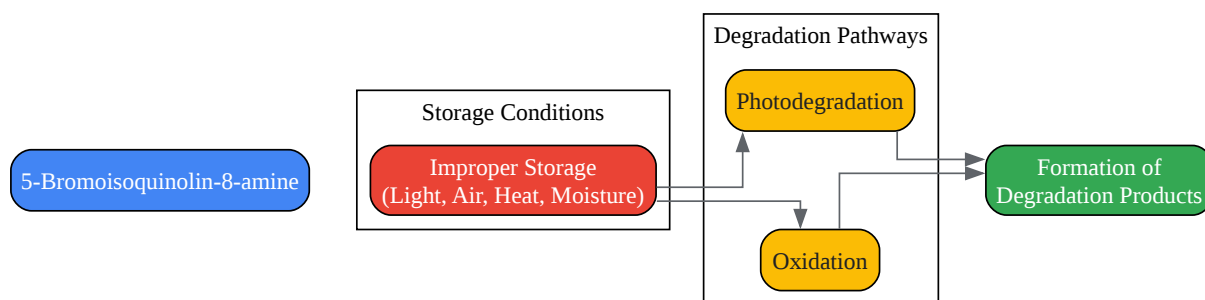 5-Bromoisoquinolin-8-amine
Storage Conditions
Improper Storage
(Light, Air, Heat, Moisture)
Degradation Pathways
Photodegradation
Oxidation
Formation of
Degradation Products